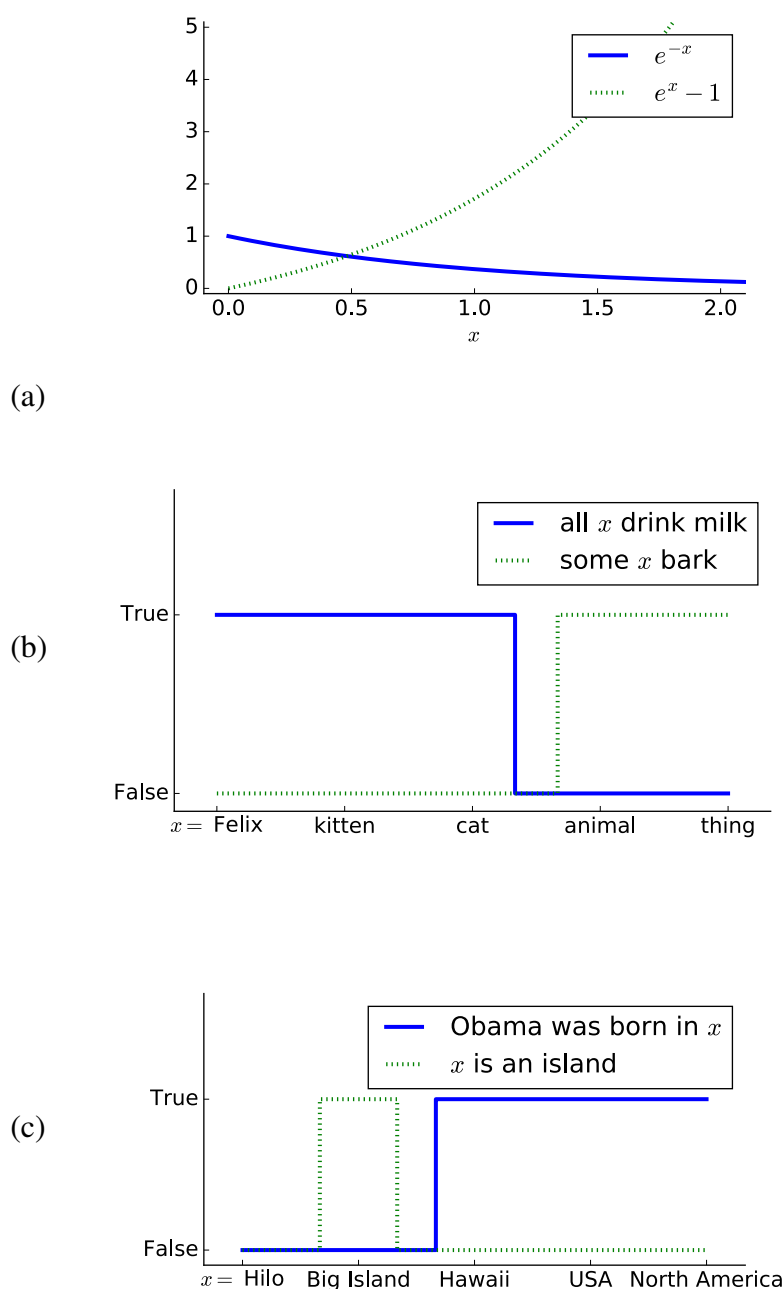 5
4
3
2
1
0
e^{-x}
e^x − 1
0.0 0.5 1.0 1.5 2.0
x
(a)
all x drink milk
some x bark
True
(b)
False
x = Felix kitten cat animal thing
Obama was born in x
x is an island
True
(c)
False
x = Hilo Big Island Hawaii USA North America